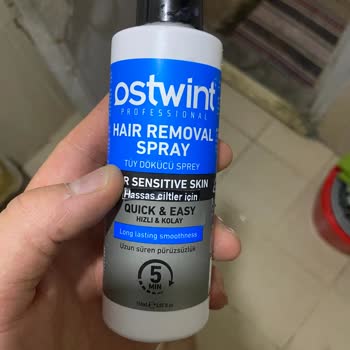 Ostwint
PROFESSIONAL
HAIR REMOVAL
SPRAY
TÜY DÖKÜCÜ SPREY
R SENSITIVE SKIN
Hassas ciltler için
QUICK & EASY
HIZLI & KOLAY
Long lasting smoothness
Uzun süren pürüzsüzlük
5
MIN